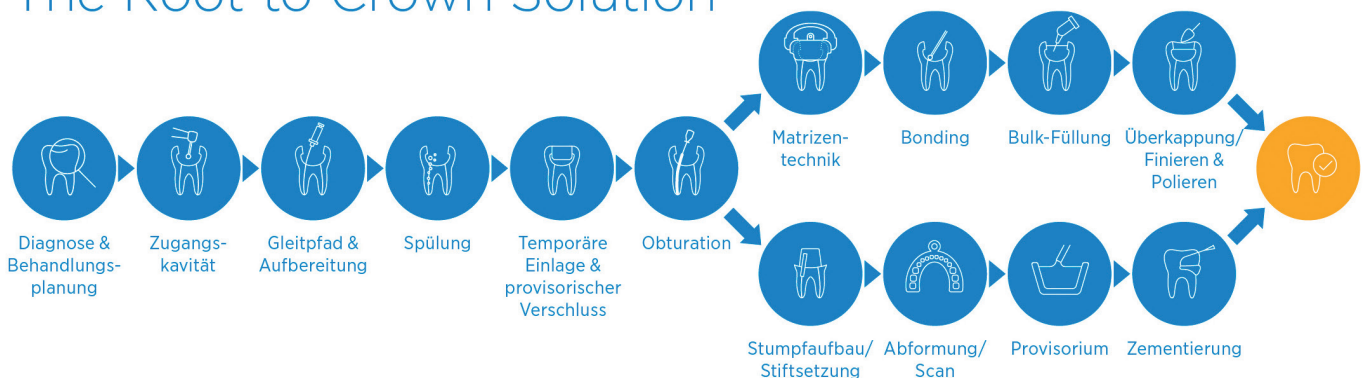 The Root to Crown Solution
Diagnose &
Behandlungs-
planung
Zugangs-
kavität
Gleitpfad &
Aufbereitung
Spülung
Temporäre
Einlage &
provisorischer
Verschluss
Obturation
Matrizen-
technik
Bonding
Bulk-Füllung
Überkappung/
Finieren &
Polieren
Stumpfaufbau/
Stiftsetzung
Abformung/
Scan
Provisorium
Zementierung